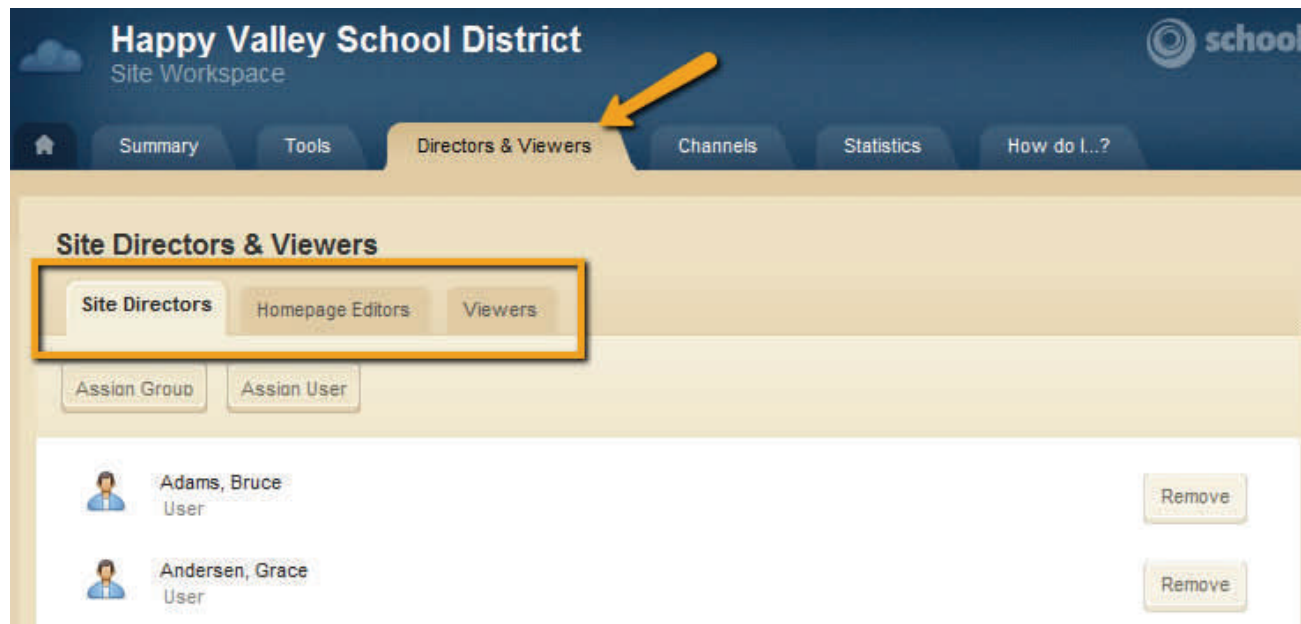 Happy Valley School District
Site Workspace
school
Summary Tools Directors & Viewers Channels Statistics How do I...?
Site Directors & Viewers
Site Directors Homepage Editors Viewers
Assign Group Assign User
Adams, Bruce
User
Remove
Andersen, Grace
User
Remove